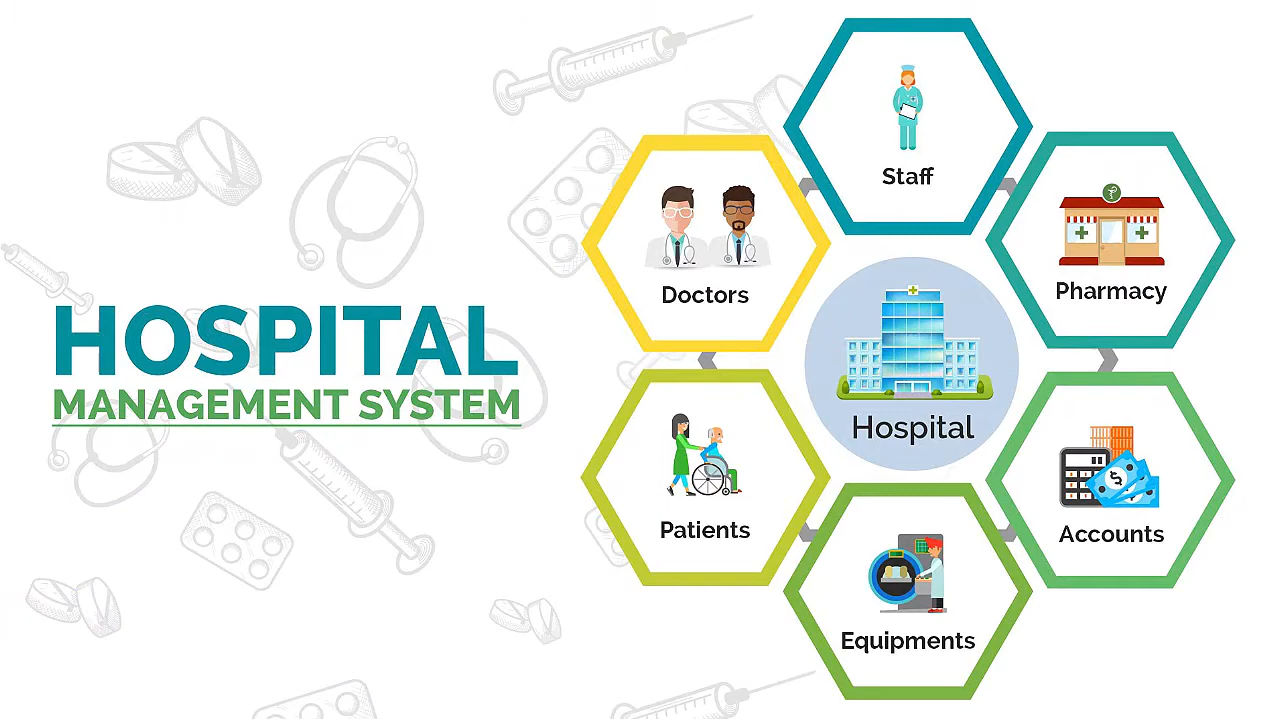 HOSPITAL
MANAGEMENT SYSTEM
Staff
Doctors
Pharmacy
Hospital
Patients
Accounts
$
Equipments